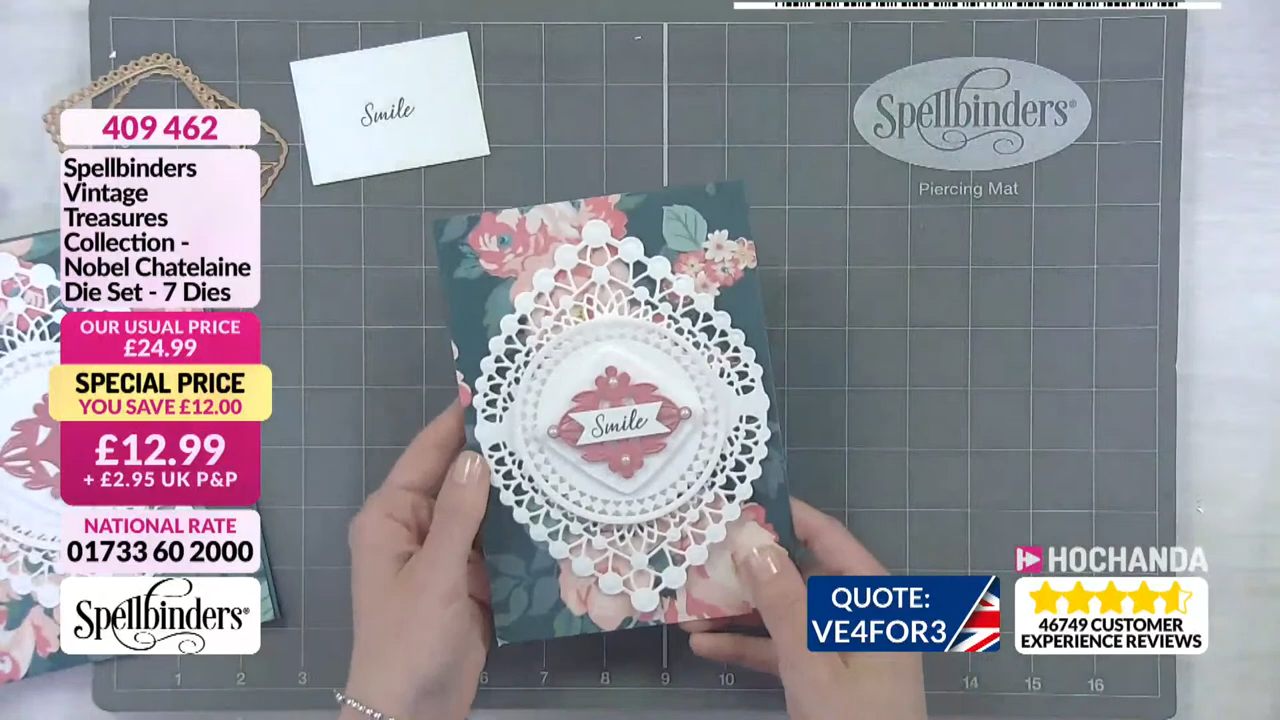 409 462
Spellbinders
Vintage
Treasures
Collection -
Nobel Chatelaine
Die Set - 7 Dies
OUR USUAL PRICE
£24.99
SPECIAL PRICE
YOU SAVE £12.00
£12.99
+ £2.95 UK P&P
NATIONAL RATE
01733 60 2000
Spellbinders®
Smile
Smile
Spellbinders®
Piercing Mat
HOCHANDA
QUOTE:
VE4FOR3
46749 CUSTOMER
EXPERIENCE REVIEWS
1 2 3 6 7 8 9 10 14 15 16